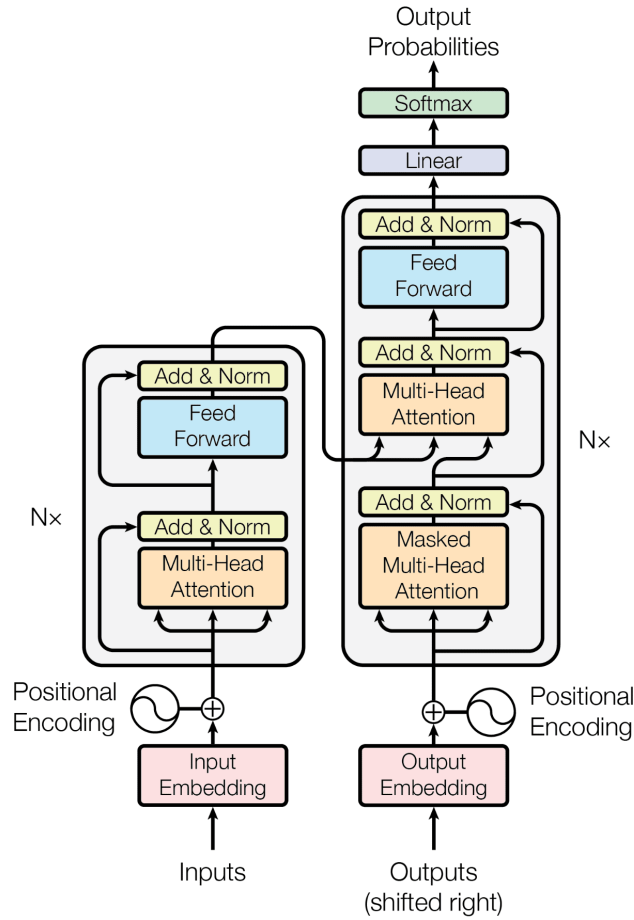 Output
Probabilities
Softmax
Linear
Add & Norm
Feed
Forward
Add & Norm
Multi-Head
Attention
Add & Norm
Masked
Multi-Head
Attention
N×
Add & Norm
Feed
Forward
Add & Norm
Multi-Head
Attention
N×
Positional
Encoding
Positional
Encoding
Input
Embedding
Output
Embedding
Inputs
Outputs
(shifted right)